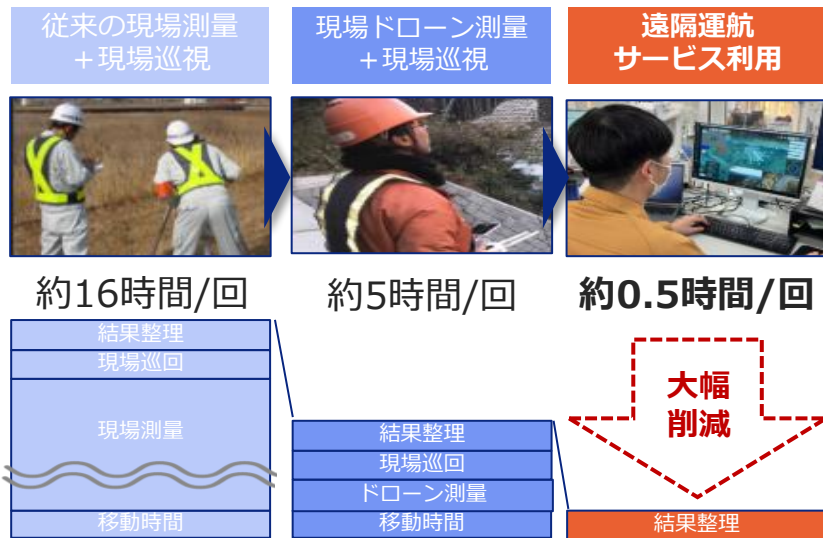 従来の現場測量
＋現場巡視
現場ドローン測量
＋現場巡視
遠隔運航
サービス利用
約16時間/回
約5時間/回
約0.5時間/回
結果整理
現場巡回
現場測量
移動時間
結果整理
現場巡回
ドローン測量
移動時間
大幅
削減
結果整理